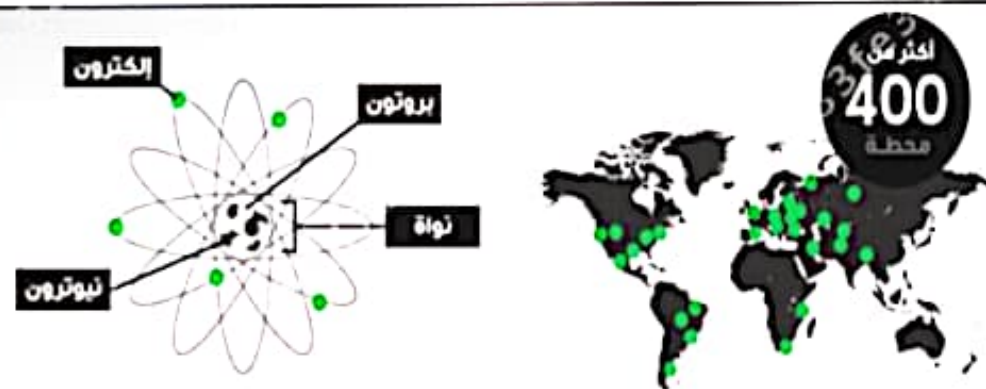 إلكترون
بروتون
نواة
نيوترون
أكثر من
400
محطة